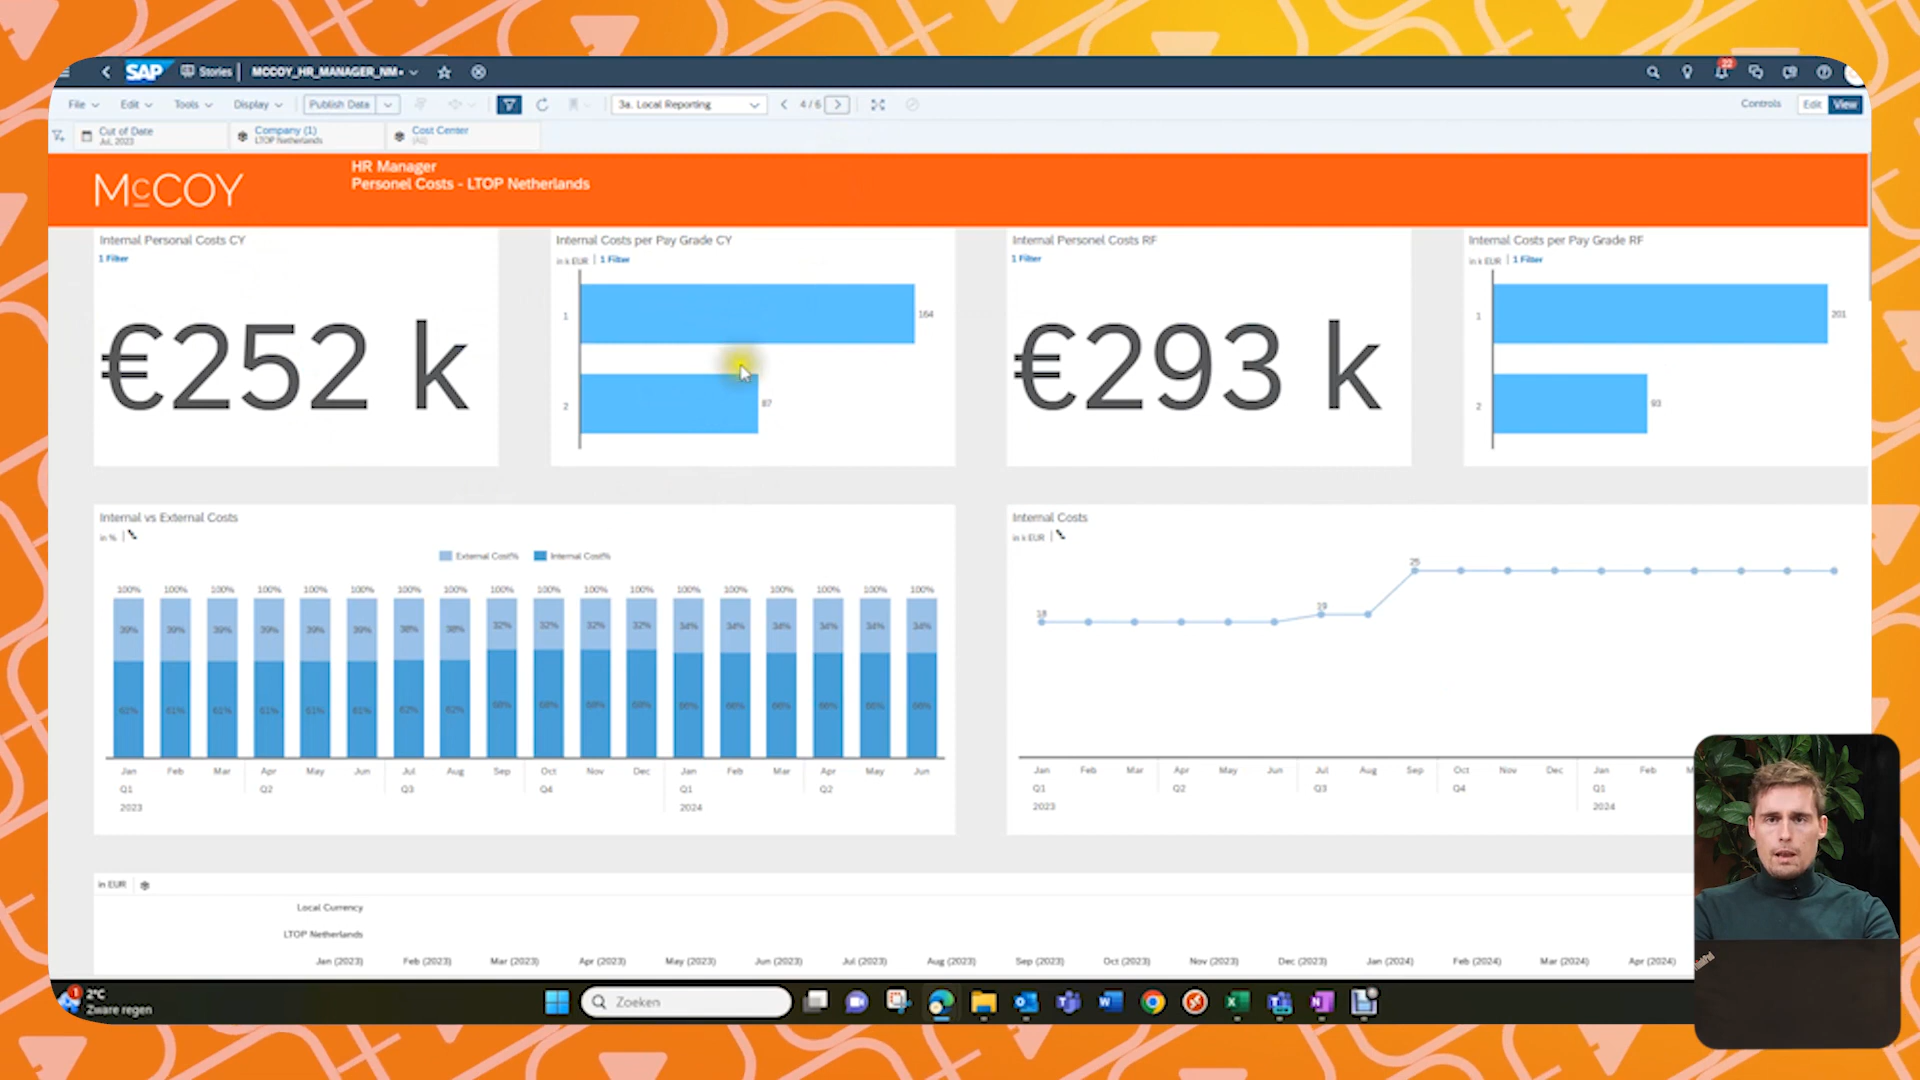 SAP Stories MCCOY_HR_MANAGER_NM
22
File Edit Tools Display Publish Data 3a. Local Reporting 4/6 Controls Edit View
Cut of Date
Jul, 2023
Company (1)
LTOP Netherlands
Cost Center
(All)
McCOY
HR Manager
Personel Costs - LTOP Netherlands
Internal Personal Costs CY
1 Filter
€252 k
Internal Costs per Pay Grade CY
in k EUR 1 Filter
1 164
2 87
Internal Personel Costs RF
1 Filter
€293 k
Internal Costs per Pay Grade RF
in k EUR 1 Filter
1 201
2 93
Internal vs External Costs
in %
External Cost% Internal Cost%
100% 100% 100% 100% 100% 100% 100% 100% 100% 100% 100% 100% 100% 100% 100% 100% 100% 100%
39% 39% 39% 39% 39% 39% 38% 38% 32% 32% 32% 32% 34% 34% 34% 34% 34% 34%
61% 61% 61% 61% 61% 61% 62% 62% 68% 68% 68% 68% 66% 66% 66% 66% 66% 66%
Jan Feb Mar Apr May Jun Jul Aug Sep Oct Nov Dec Jan Feb Mar Apr May Jun
Q1 Q2 Q3 Q4 Q1 Q2
2023 2024
Internal Costs
in k EUR
18 19 25
Jan Feb Mar Apr May Jun Jul Aug Sep Oct Nov Dec Jan Feb M
Q1 Q2 Q3 Q4 Q1
2023 2024
in EUR
Local Currency
LTOP Netherlands
Jan (2023) Feb (2023) Mar (2023) Apr (2023) May (2023) Jun (2023) Jul (2023) Aug (2023) Sep (2023) Oct (2023) Nov (2023) Dec (2023) Jan (2024) Feb (2024) Mar (2024) Apr (2024)
1
2°C
Zware regen
Zoeken
ThinkPad